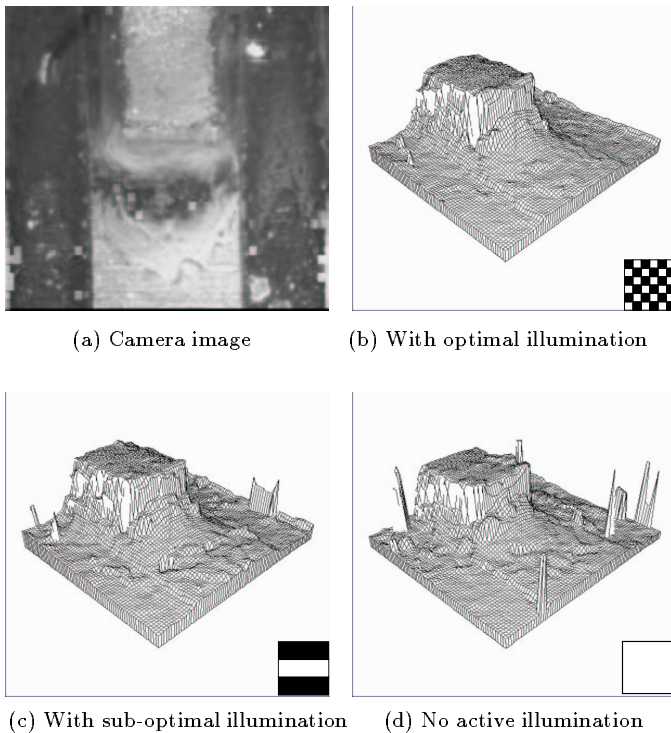 (a) Camera image
(b) With optimal illumination
(c) With sub-optimal illumination
(d) No active illumination